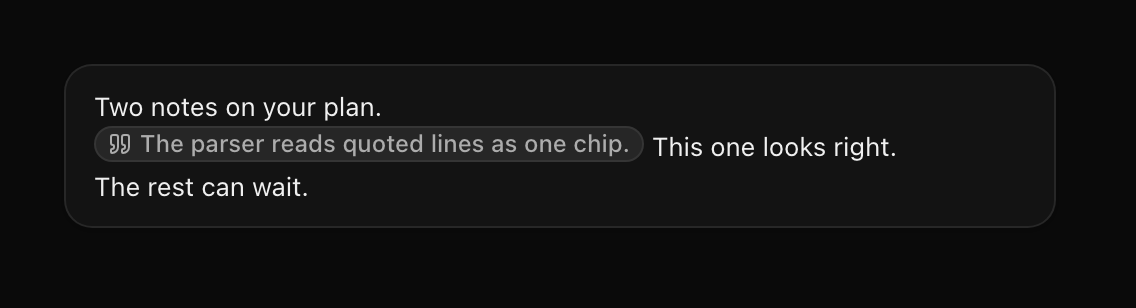 Two notes on your plan.
The parser reads quoted lines as one chip. This one looks right.
The rest can wait.